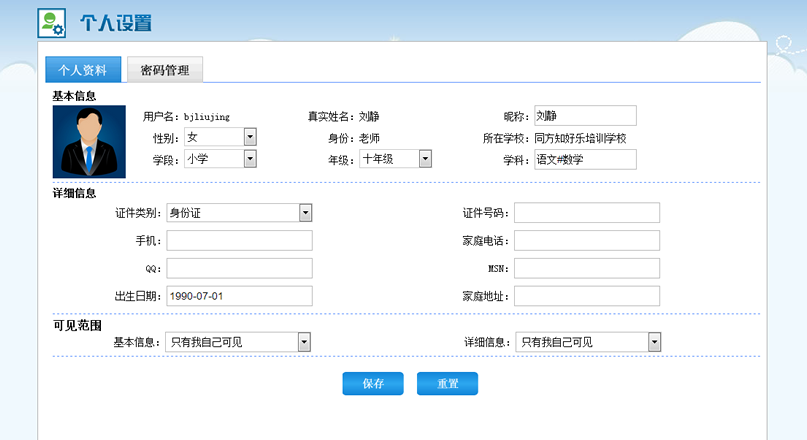 个人设置
个人资料 密码管理
基本信息
用户名: bjliujing 真实姓名: 刘静 昵称: 刘静
性别: 女 身份: 老师 所在学校: 同方知好乐培训学校
学段: 小学 年级: 十年级 学科: 语文#数学
详细信息
证件类别: 身份证 证件号码:
手机: 家庭电话:
QQ: MSN:
出生日期: 1990-07-01 家庭地址:
可见范围
基本信息: 只有我自己可见 详细信息: 只有我自己可见
保存 重置